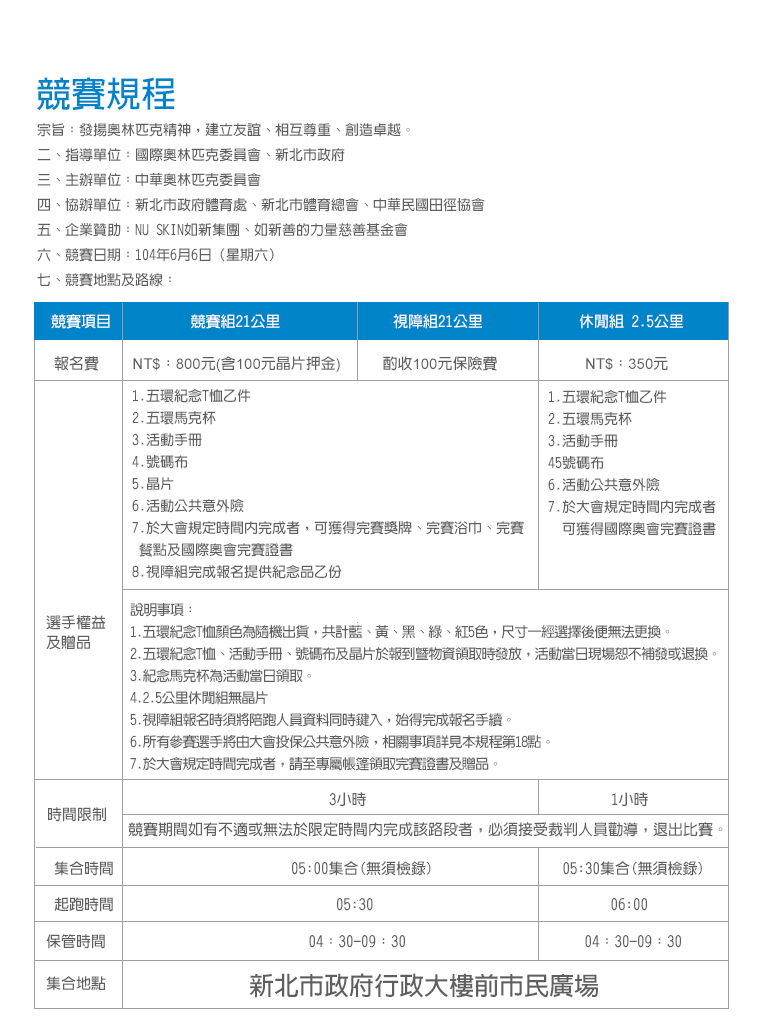 競賽規程
宗旨：發揚奧林匹克精神，建立友誼、相互尊重、創造卓越。
二、指導單位：國際奧林匹克委員會、新北市政府
三、主辦單位：中華奧林匹克委員會
四、協辦單位：新北市政府體育處、新北市體育總會、中華民國田徑協會
五、企業贊助：NU SKIN如新集團、如新善的力量慈善基金會
六、競賽日期：104年6月6日（星期六）
七、競賽地點及路線：
競賽項目 競賽組21公里 視障組21公里 休閒組 2.5公里
報名費 NT$：800元(含100元晶片押金) 酌收100元保險費 NT$：350元
選手權益
及贈品
1.五環紀念T恤乙件
2.五環馬克杯
3.活動手冊
4.號碼布
5.晶片
6.活動公共意外險
7.於大會規定時間內完成者，可獲得完賽獎牌、完賽浴巾、完賽
餐點及國際奧會完賽證書
8.視障組完成報名提供紀念品乙份
1.五環紀念T恤乙件
2.五環馬克杯
3.活動手冊
45號碼布
6.活動公共意外險
7.於大會規定時間內完成者
可獲得國際奧會完賽證書
說明事項：
1.五環紀念T恤顏色為隨機出貨，共計藍、黃、黑、綠、紅5色，尺寸一經選擇後便無法更換。
2.五環紀念T恤、活動手冊、號碼布及晶片於報到暨物資領取時發放，活動當日現場恕不補發或退換。
3.紀念馬克杯為活動當日領取。
4.2.5公里休閒組無晶片
5.視障組報名時須將陪跑人員資料同時鍵入，始得完成報名手續。
6.所有參賽選手將由大會投保公共意外險，相關事項詳見本規程第18點。
7.於大會規定時間完成者，請至專屬帳篷領取完賽證書及贈品。
時間限制 3小時 1小時
競賽期間如有不適或無法於限定時間內完成該路段者，必須接受裁判人員勸導，退出比賽。
集合時間 05:00集合(無須檢錄) 05:30集合(無須檢錄)
起跑時間 05:30 06:00
保管時間 04：30-09：30 04：30-09：30
集合地點 新北市政府行政大樓前市民廣場